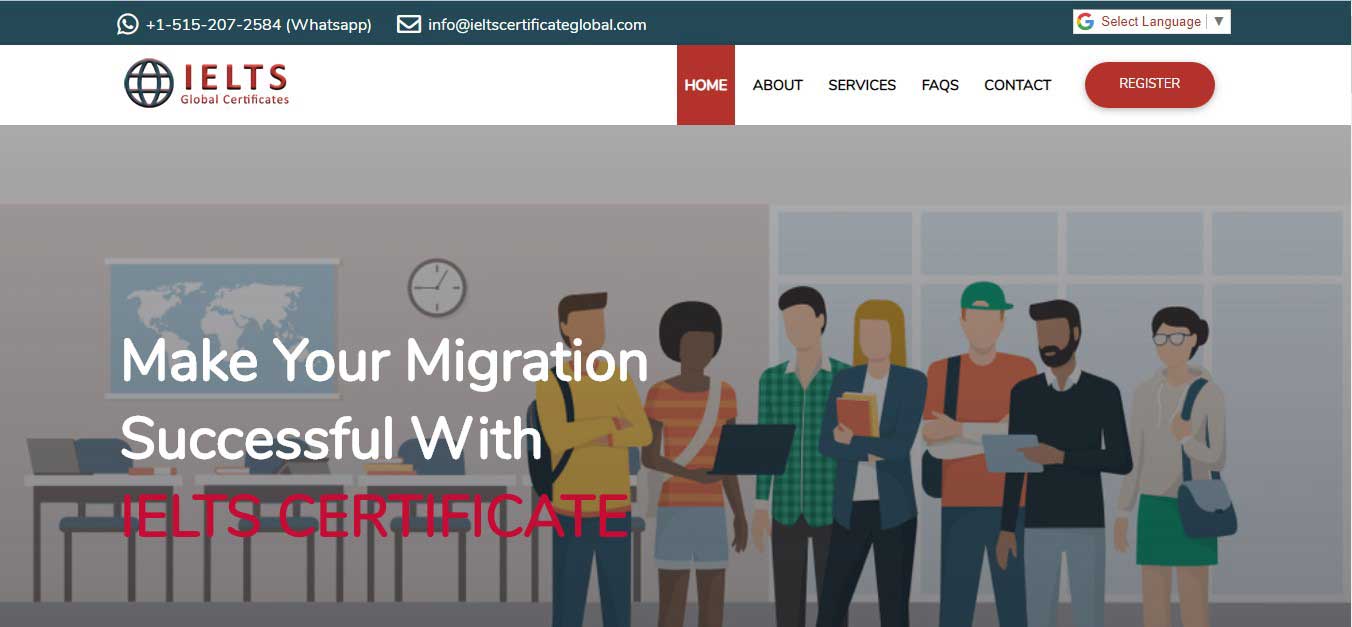 +1-515-207-2584 (Whatsapp) info@ieltscertificateglobal.com Select Language ▼
IELTS
Global Certificates
HOME ABOUT SERVICES FAQS CONTACT REGISTER
Make Your Migration
Successful With
IELTS CERTIFICATE